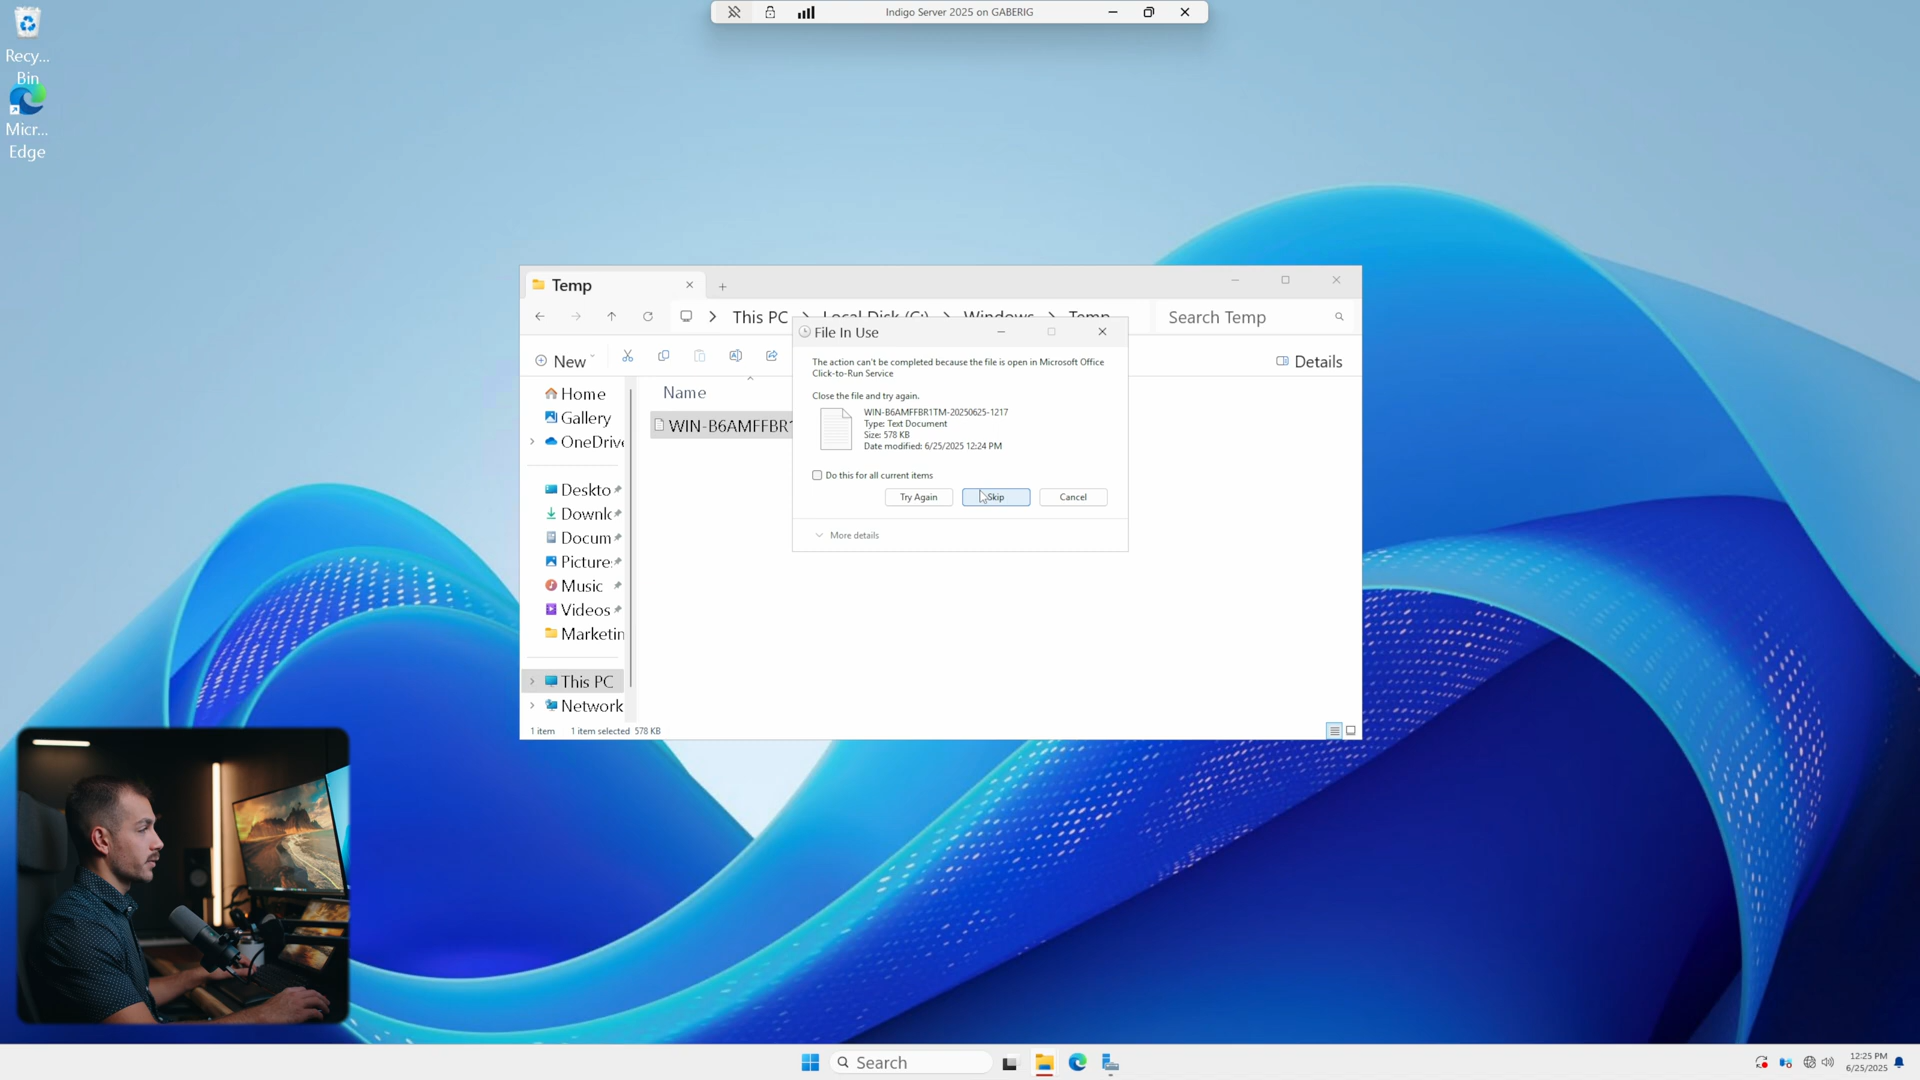 Recy...
Bin
Micr...
Edge
Indigo Server 2025 on GABERIG
Temp
This PC
Local Disk (C:)
Windows
Temp
Search Temp
New
Details
Home
Gallery
OneDrive
Deskto
Downlo
Docum
Picture
Music
Videos
Marketin
This PC
Network
Name
WIN-B6AMFFBR1
File In Use
The action can't be completed because the file is open in Microsoft Office
Click-to-Run Service
Close the file and try again.
WIN-B6AMFFBR1TM-20250625-1217
Type: Text Document
Size: 578 KB
Date modified: 6/25/2025 12:24 PM
Do this for all current items
Try Again
Skip
Cancel
More details
1 item
1 item selected 578 KB
Search
12:25 PM
6/25/2025